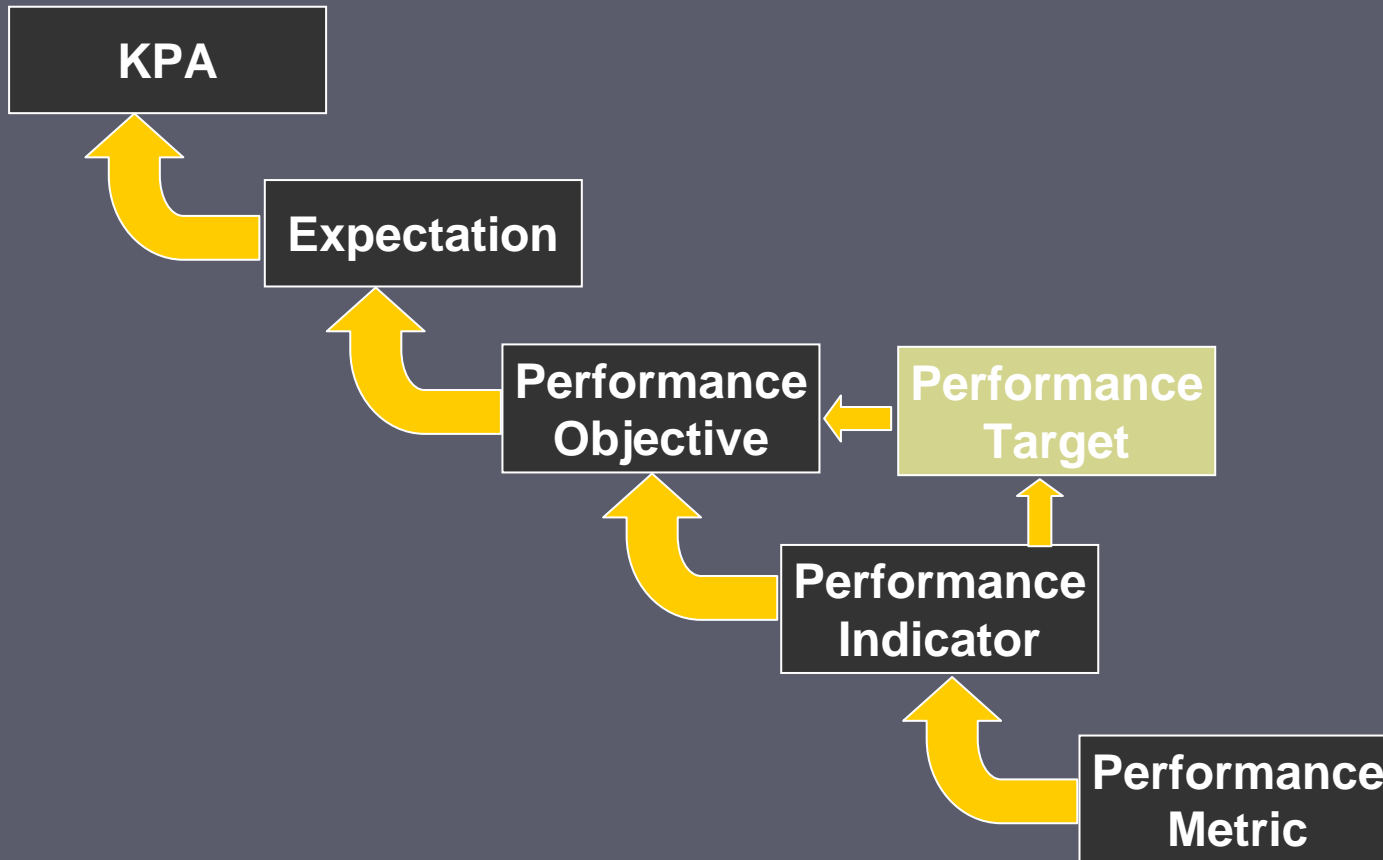 KPA
Expectation
Performance
Objective
Performance
Target
Performance
Indicator
Performance
Metric